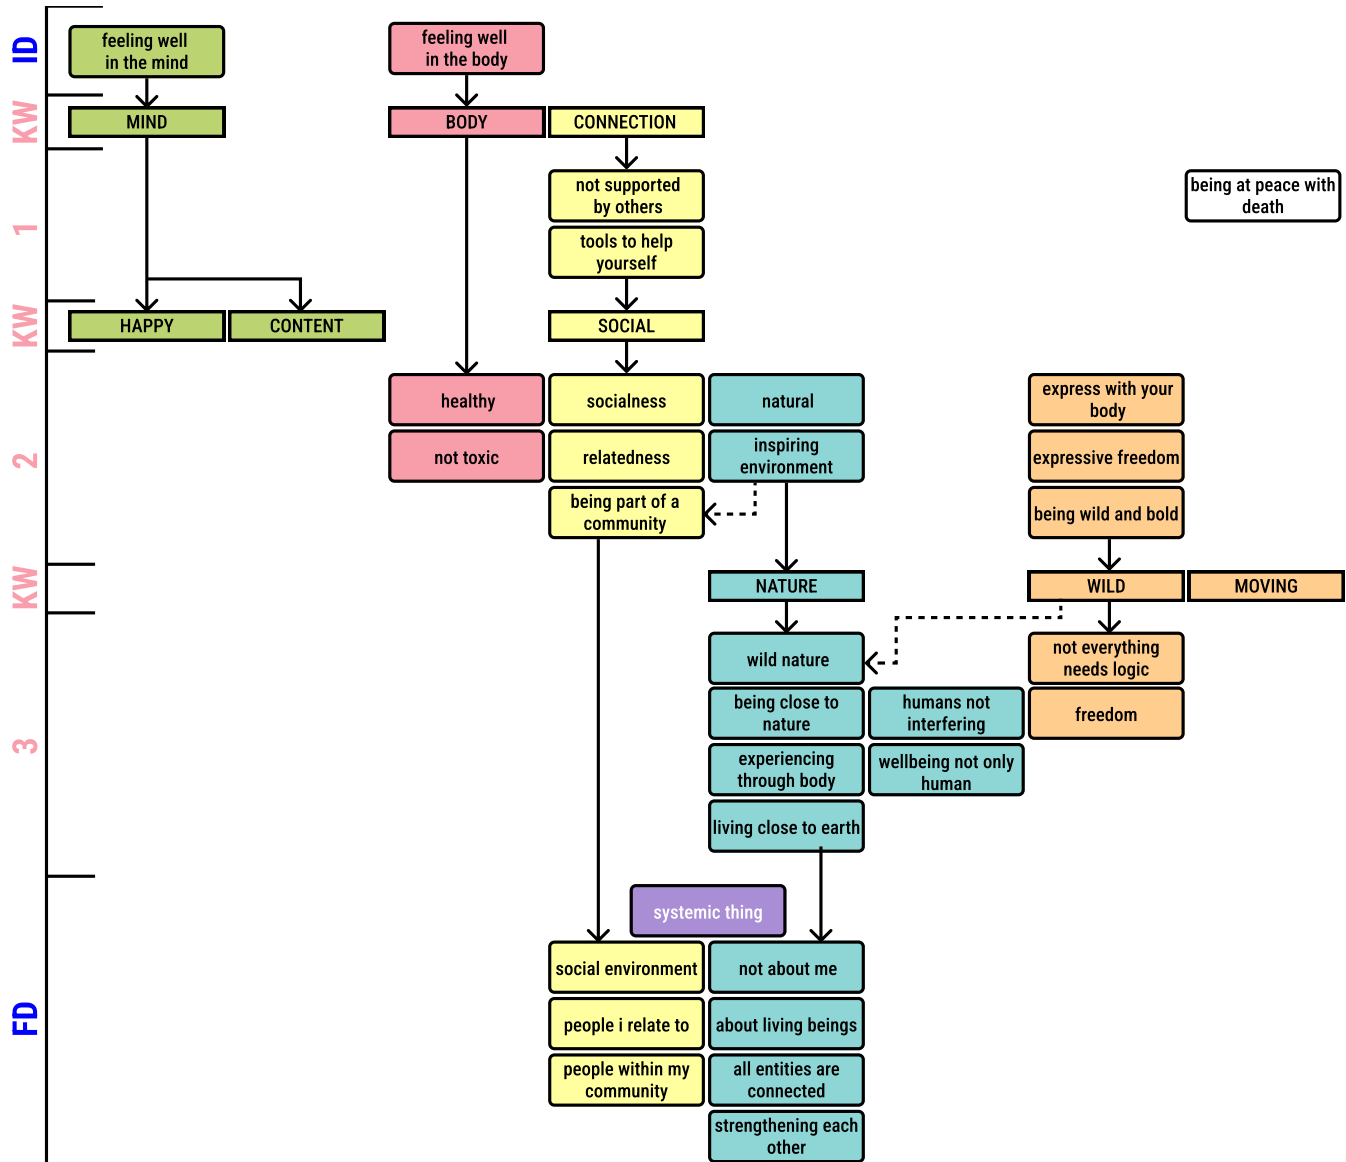 ID
feeling well
in the mind
feeling well
in the body
KW
MIND
BODY
CONNECTION
1
not supported
by others
being at peace with
death
tools to help
yourself
KW
HAPPY
CONTENT
SOCIAL
2
healthy
socialness
natural
express with your
body
not toxic
relatedness
inspiring
environment
expressive freedom
being part of a
community
being wild and bold
KW
NATURE
WILD
MOVING
3
wild nature
not everything
needs logic
being close to
nature
humans not
interfering
freedom
experiencing
through body
wellbeing not only
human
living close to earth
FD
systemic thing
social environment
not about me
people i relate to
about living beings
people within my
community
all entities are
connected
strengthening each
other